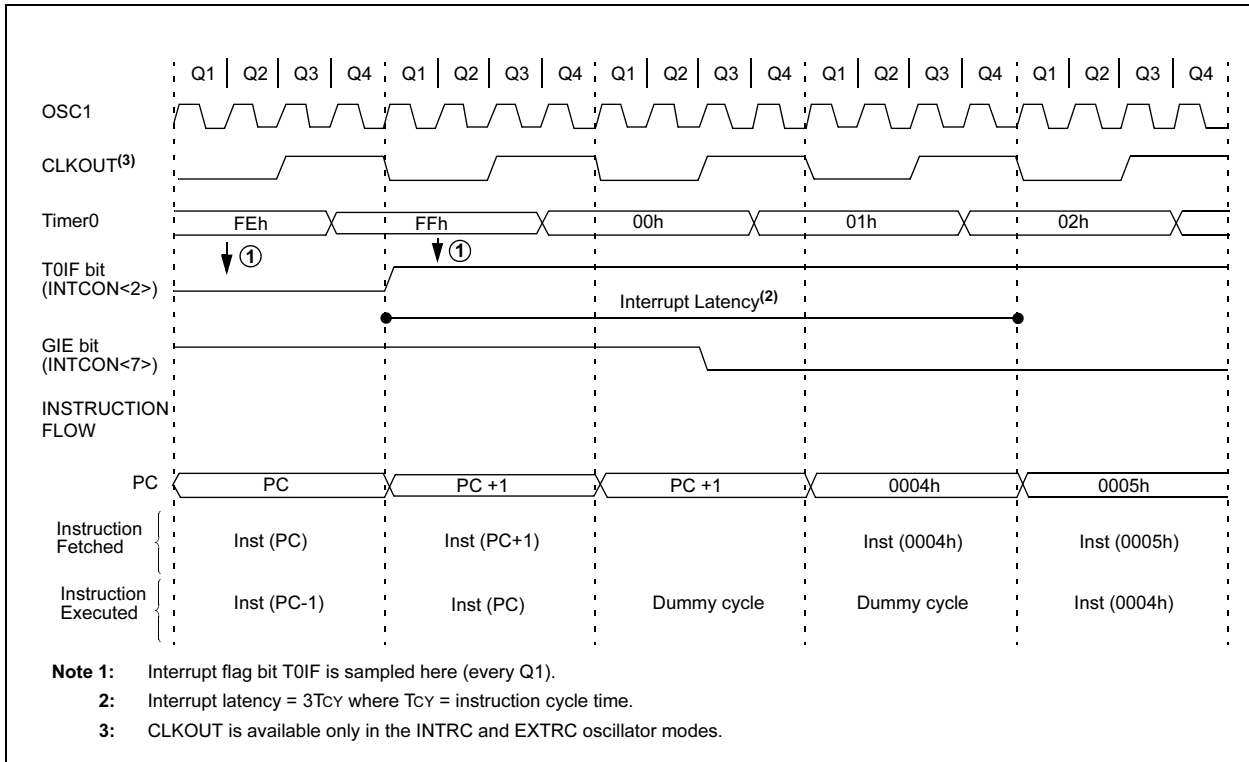 Q1 Q2 Q3 Q4 Q1 Q2 Q3 Q4 Q1 Q2 Q3 Q4 Q1 Q2 Q3 Q4 Q1 Q2 Q3 Q4
OSC1
CLKOUT(3)
Timer0 FEh FFh 00h 01h 02h
1 1
T0IF bit
(INTCON<2>)
Interrupt Latency(2)
GIE bit
(INTCON<7>)
INSTRUCTION
FLOW
PC PC PC +1 PC +1 0004h 0005h
Instruction
Fetched
Inst (PC) Inst (PC+1) Inst (0004h) Inst (0005h)
Instruction
Executed
Inst (PC-1) Inst (PC) Dummy cycle Dummy cycle Inst (0004h)
Note 1: Interrupt flag bit T0IF is sampled here (every Q1).
2: Interrupt latency = 3TCY where TCY = instruction cycle time.
3: CLKOUT is available only in the INTRC and EXTRC oscillator modes.